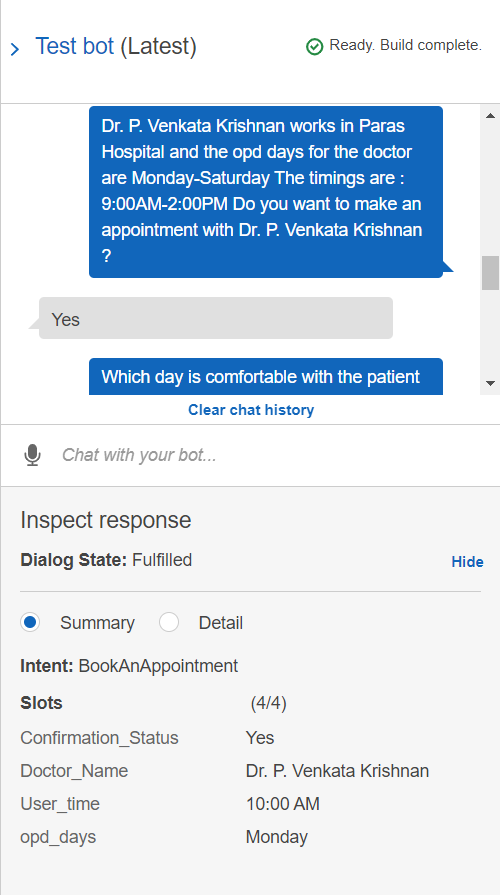 Test bot (Latest)
Ready. Build complete.
Dr. P. Venkata Krishnan works in Paras
Hospital and the opd days for the doctor
are Monday-Saturday The timings are :
9:00AM-2:00PM Do you want to make an
appointment with Dr. P. Venkata Krishnan
?
Yes
Which day is comfortable with the patient
Clear chat history
Chat with your bot...
Inspect response
Dialog State: Fulfilled
Hide
Summary
Detail
Intent: BookAnAppointment
Slots (4/4)
Confirmation_Status Yes
Doctor_Name Dr. P. Venkata Krishnan
User_time 10:00 AM
opd_days Monday